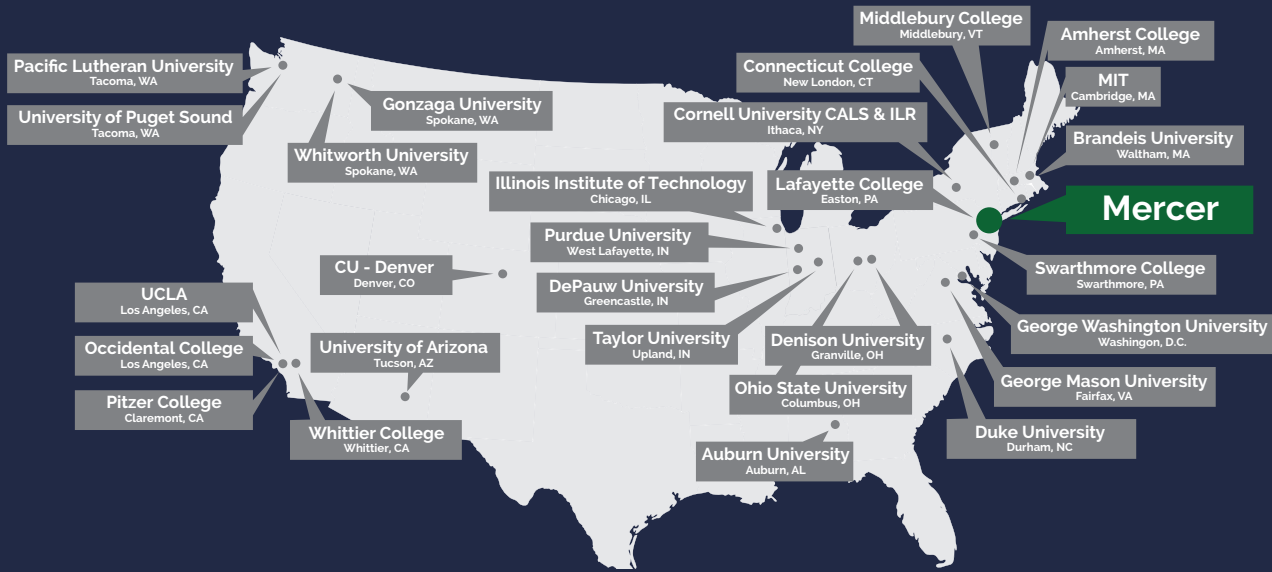 Middlebury College
Middlebury, VT
Amherst College
Amherst, MA
Pacific Lutheran University
Tacoma, WA
Connecticut College
New London, CT
MIT
Cambridge, MA
University of Puget Sound
Tacoma, WA
Gonzaga University
Spokane, WA
Cornell University CALS & ILR
Ithaca, NY
Brandeis University
Waltham, MA
Whitworth University
Spokane, WA
Illinois Institute of Technology
Chicago, IL
Lafayette College
Easton, PA
Mercer
Purdue University
West Lafayette, IN
CU - Denver
Denver, CO
Swarthmore College
Swarthmore, PA
DePauw University
Greencastle, IN
UCLA
Los Angeles, CA
George Washington University
Washington, D.C.
Taylor University
Upland, IN
Denison University
Granville, OH
Occidental College
Los Angeles, CA
University of Arizona
Tucson, AZ
George Mason University
Fairfax, VA
Ohio State University
Columbus, OH
Pitzer College
Claremont, CA
Whittier College
Whittier, CA
Duke University
Durham, NC
Auburn University
Auburn, AL